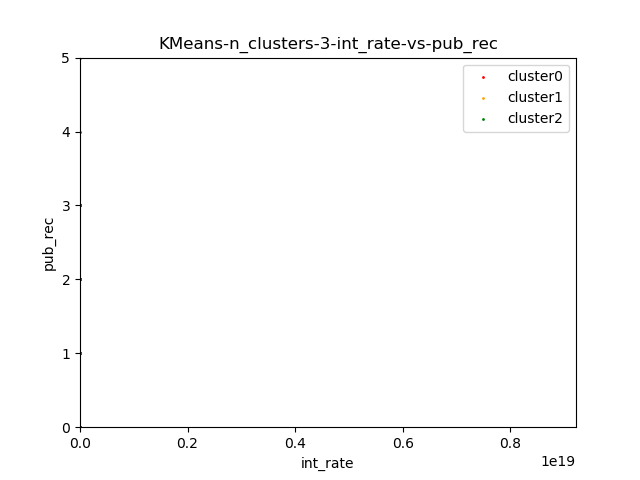 KMeans-n_clusters-3-int_rate-vs-pub_rec
cluster0
cluster1
cluster2
5
4
3
2
1
0
pub_rec
0.0 0.2 0.4 0.6 0.8
1e19
int_rate